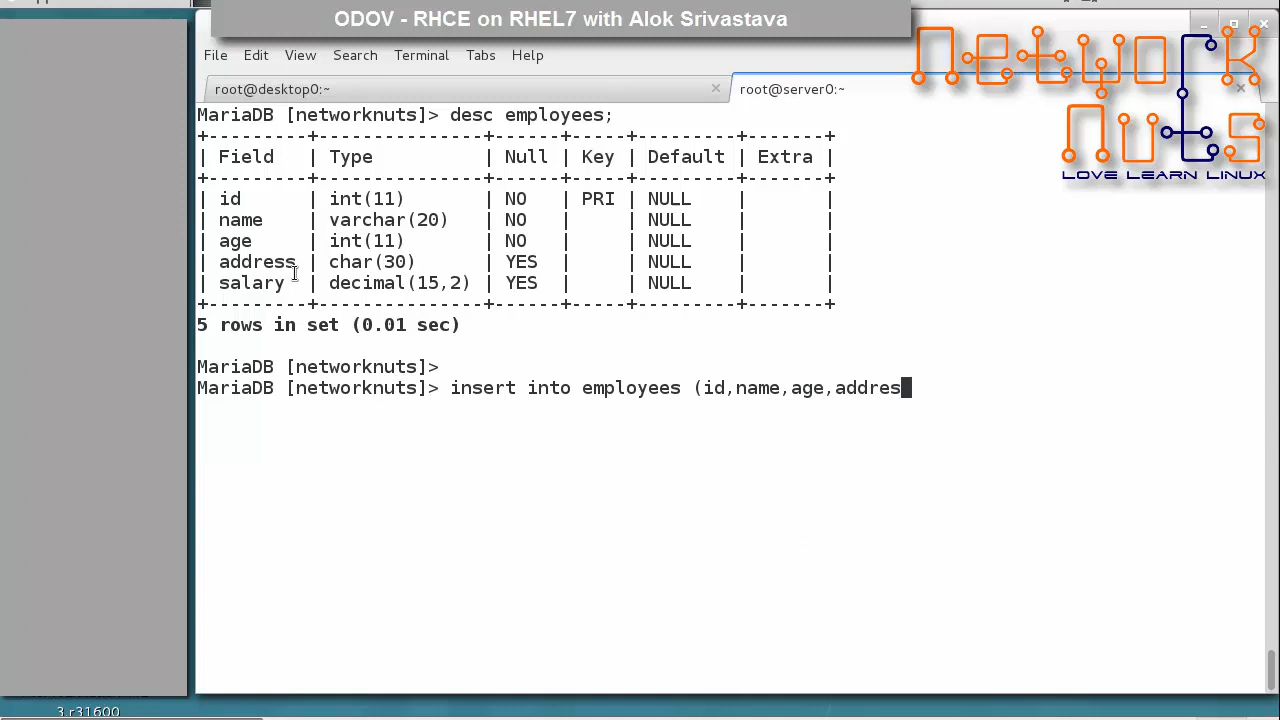 ODOV - RHCE on RHEL7 with Alok Srivastava
File Edit View Search Terminal Tabs Help
NETWORK
NUTS
LOVE LEARN LINUX
root@desktop0:~ × root@server0:~ ×
MariaDB [networknuts]> desc employees;
+----------+---------------+------+-----+---------+-------+
| Field    | Type          | Null | Key | Default | Extra |
+----------+---------------+------+-----+---------+-------+
| id       | int(11)       | NO   | PRI | NULL    |       |
| name     | varchar(20)   | NO   |     | NULL    |       |
| age      | int(11)       | NO   |     | NULL    |       |
| address  | char(30)      | YES  |     | NULL    |       |
| salary   | decimal(15,2) | YES  |     | NULL    |       |
+----------+---------------+------+-----+---------+-------+
5 rows in set (0.01 sec)
MariaDB [networknuts]>
MariaDB [networknuts]> insert into employees (id,name,age,addres
3.r31600